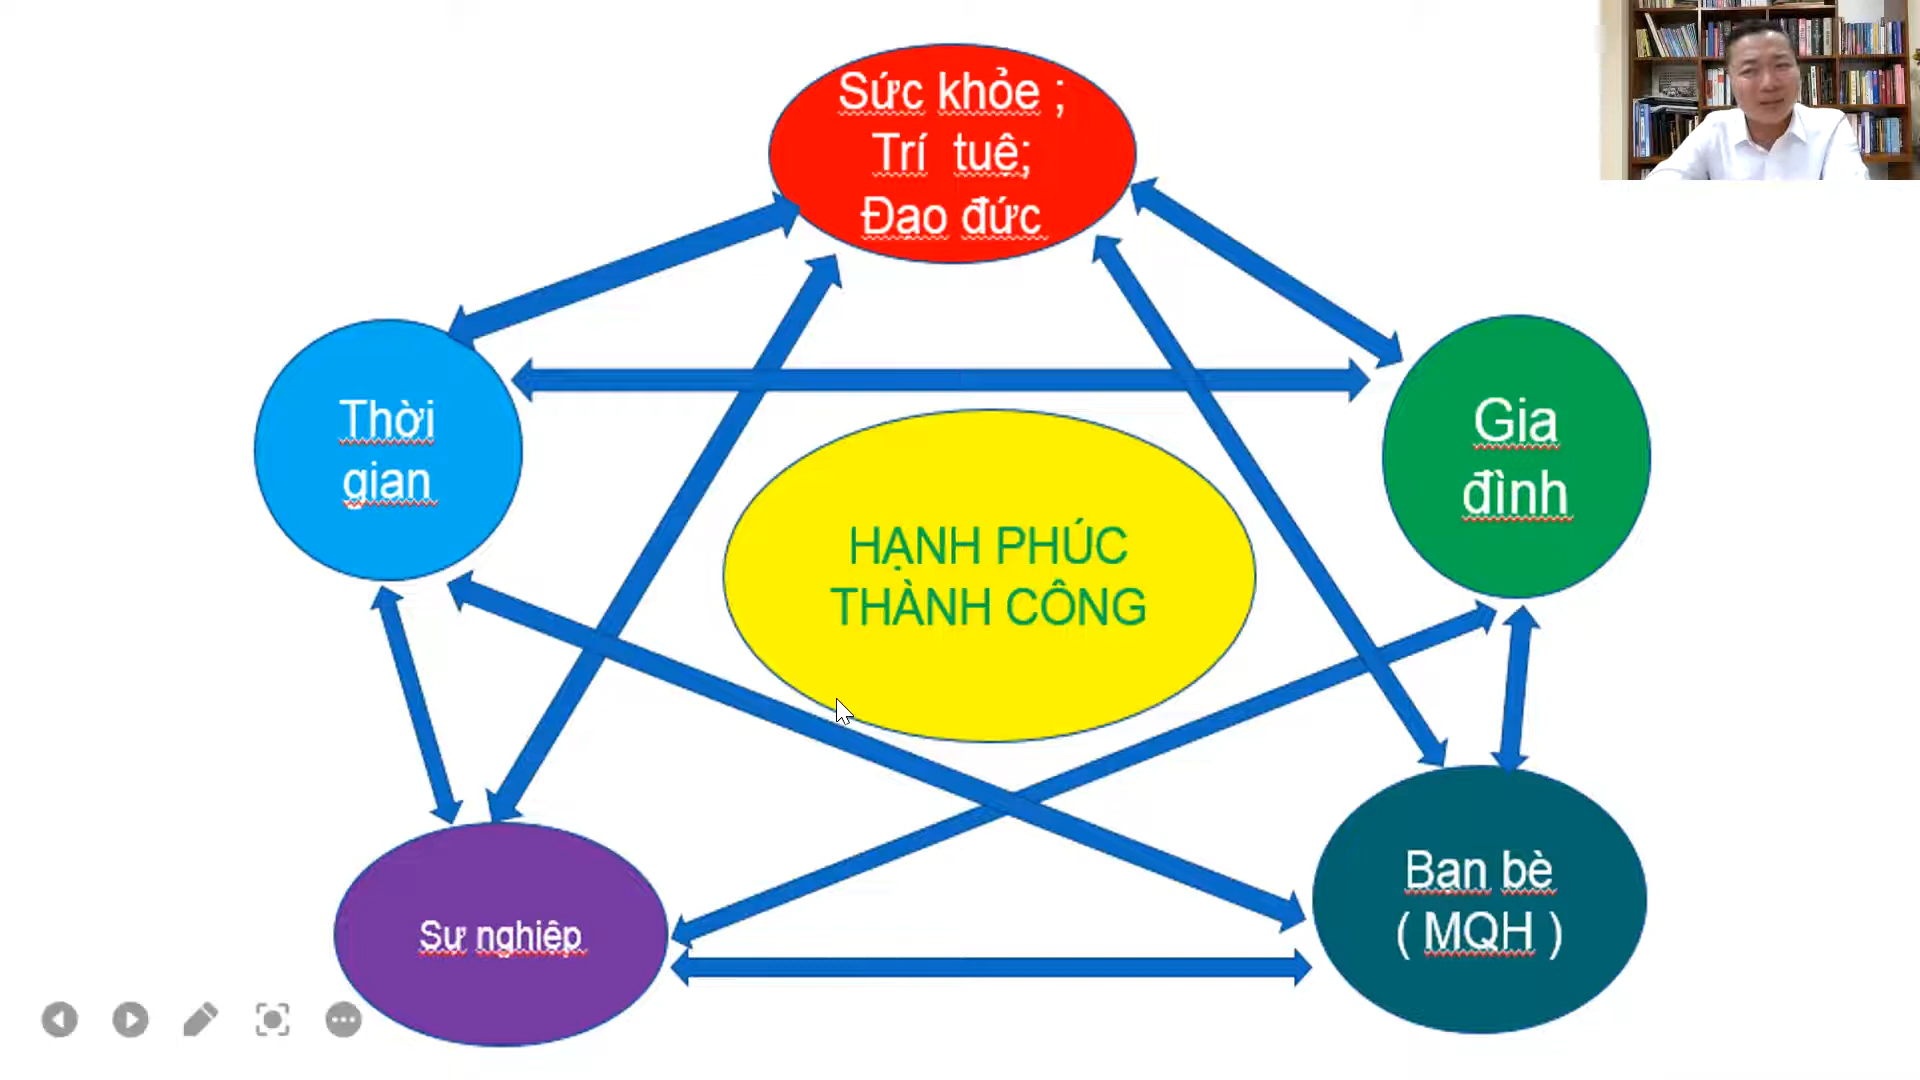 Sức khỏe ;
Trí tuệ;
Đạo đức
Thời
gian
Gia
đình
HẠNH PHÚC
THÀNH CÔNG
Sự nghiệp
Bạn bè
( MQH )